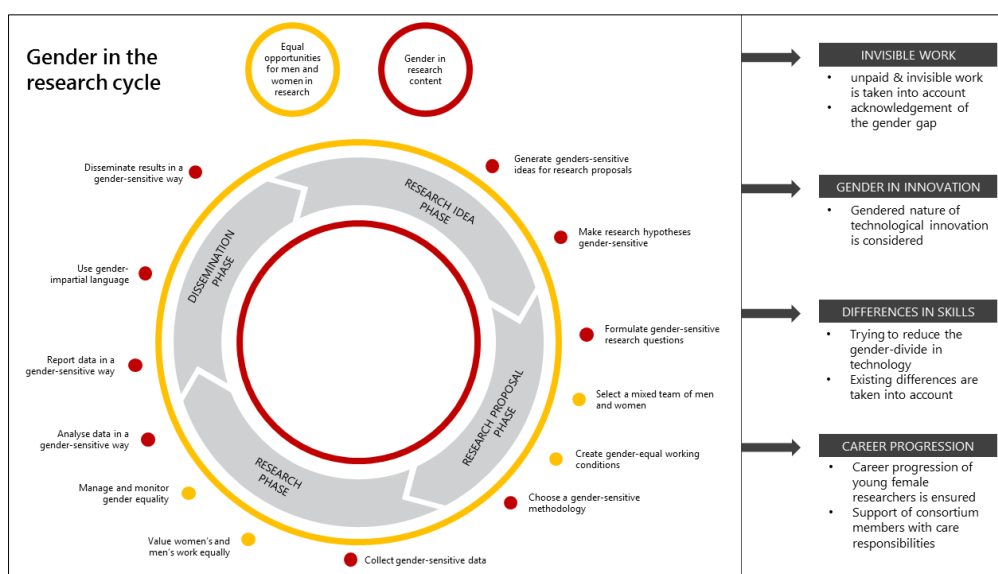 Gender in the
research cycle
Equal
opportunities
for men and
women in
research
Gender in
research
content
Disseminate results in a
gender-sensitive way
Use gender-
impartial language
Report data in a
gender-sensitive way
Analyse data in a
gender-sensitive way
Manage and monitor
gender equality
Value women's and
men's work equally
Generate genders-sensitive
ideas for research proposals
Make research hypotheses
gender-sensitive
Formulate gender-sensitive
research questions
Select a mixed team of men
and women
Create gender-equal working
conditions
Choose a gender-sensitive
methodology
Collect gender-sensitive data
RESEARCH IDEA
PHASE
RESEARCH PROPOSAL
PHASE
RESEARCH
PHASE
DISSEMINATION
PHASE
INVISIBLE WORK
• unpaid & invisible work
is taken into account
• acknowledgement of
the gender gap
GENDER IN INNOVATION
• Gendered nature of
technological innovation
is considered
DIFFERENCES IN SKILLS
• Trying to reduce the
gender-divide in
technology
• Existing differences are
taken into account
CAREER PROGRESSION
• Career progression of
young female
researchers is ensured
• Support of consortium
members with care
responsibilities